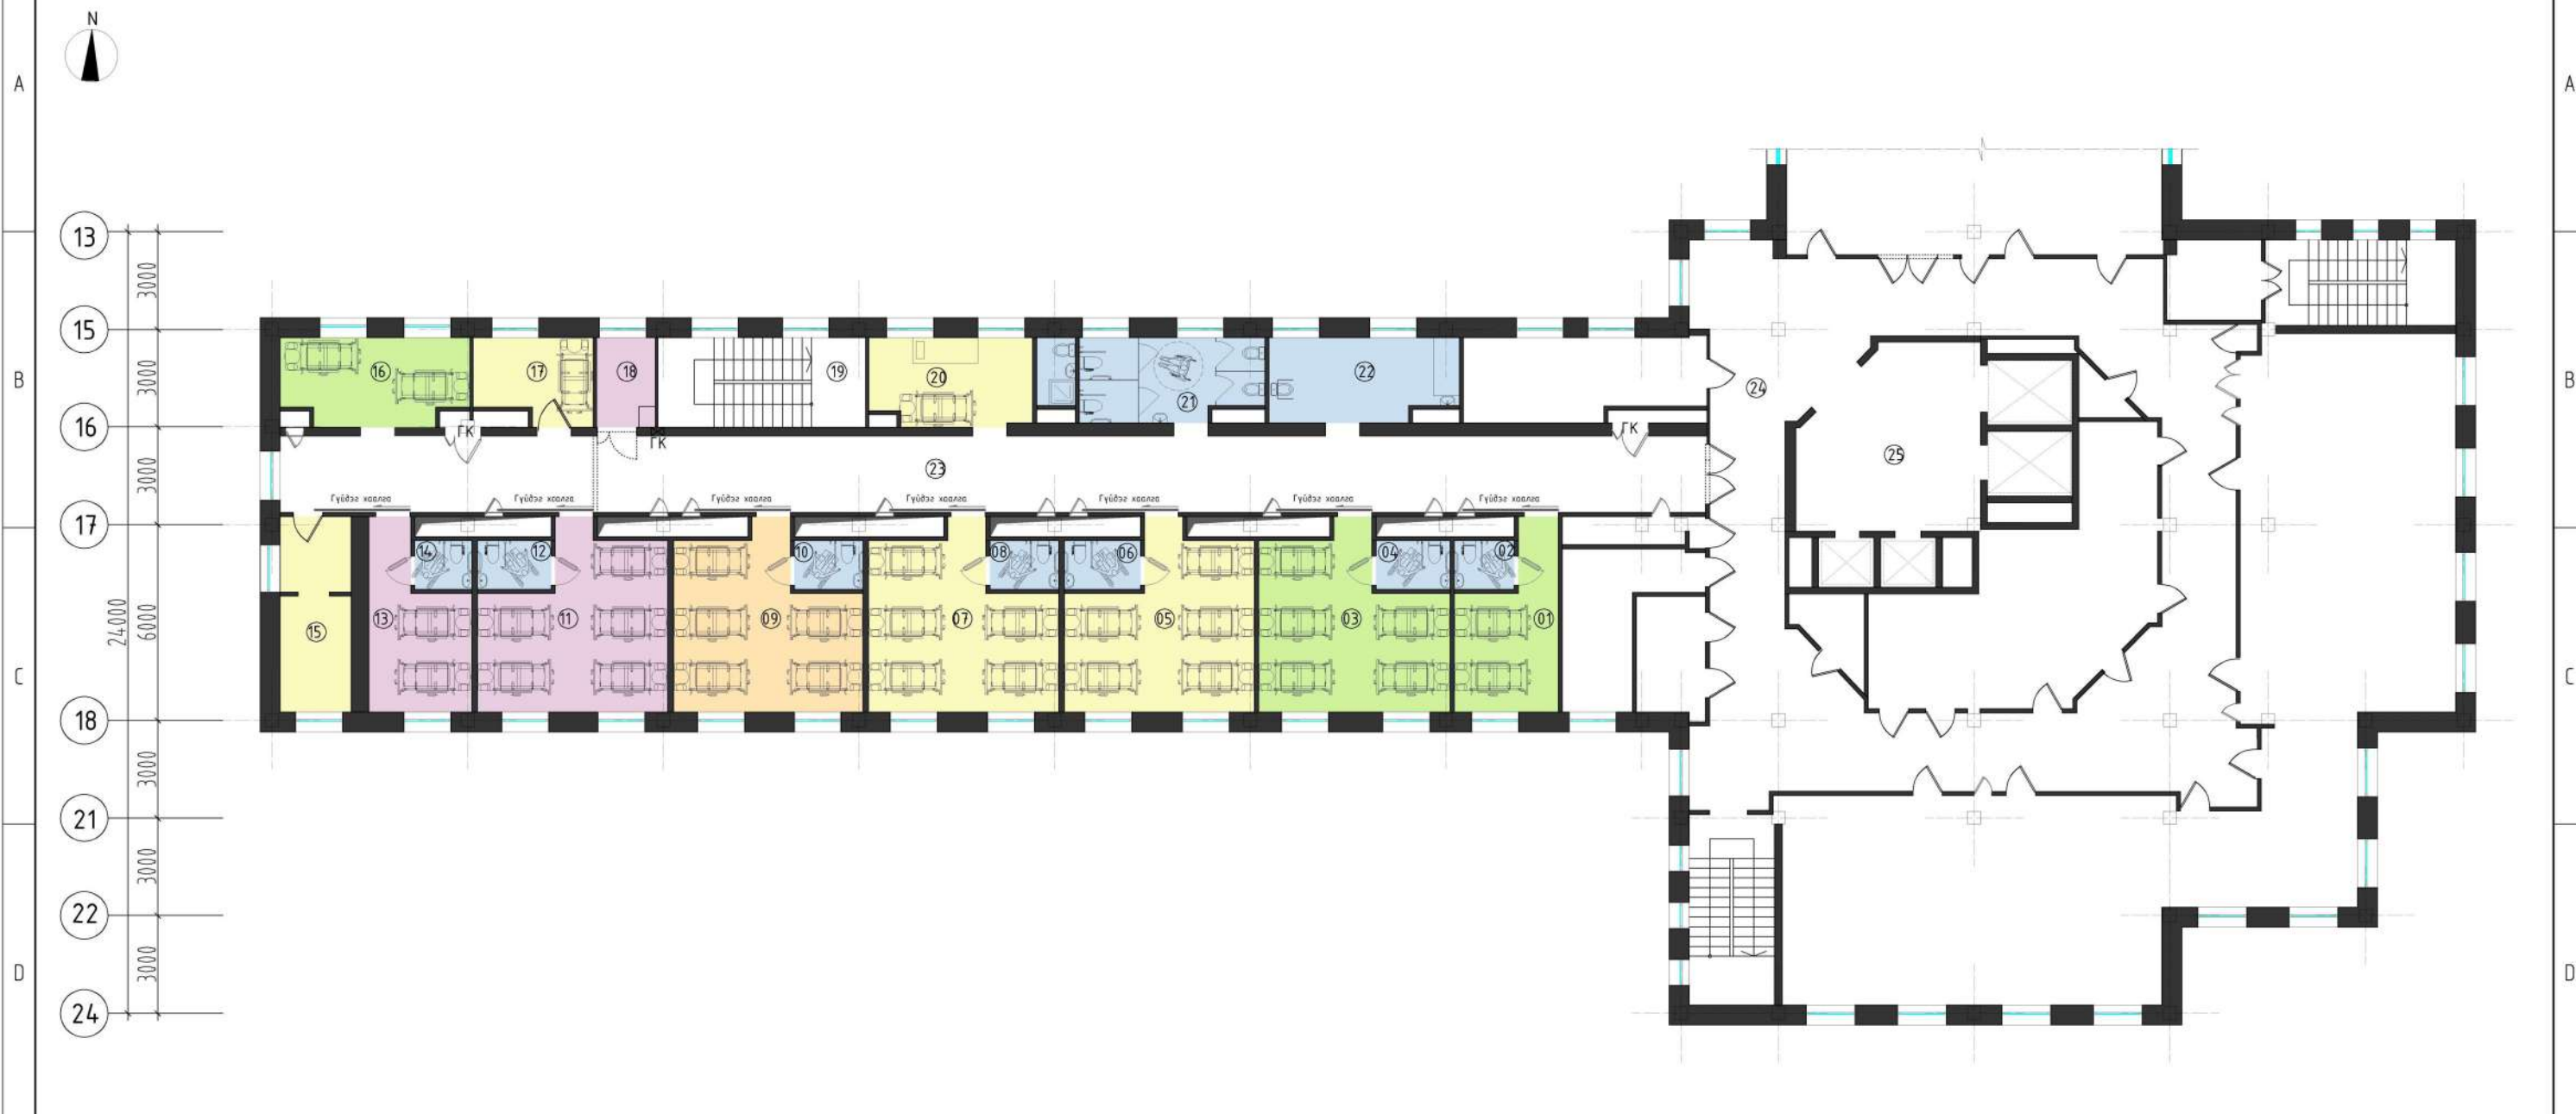 N
A
A
13
3000
15
3000
B
B
16
16
17
18
19
20
21
22
24
ГК
ГК
ГК
3000
23
25
Гүйдэг хаалга
Гүйдэг хаалга
Гүйдэг хаалга
Гүйдэг хаалга
Гүйдэг хаалга
Гүйдэг хаалга
Гүйдэг хаалга
17
14
12
10
08
06
04
02
24000
6000
15
13
11
09
07
05
03
01
C
C
18
3000
21
3000
22
3000
D
D
24